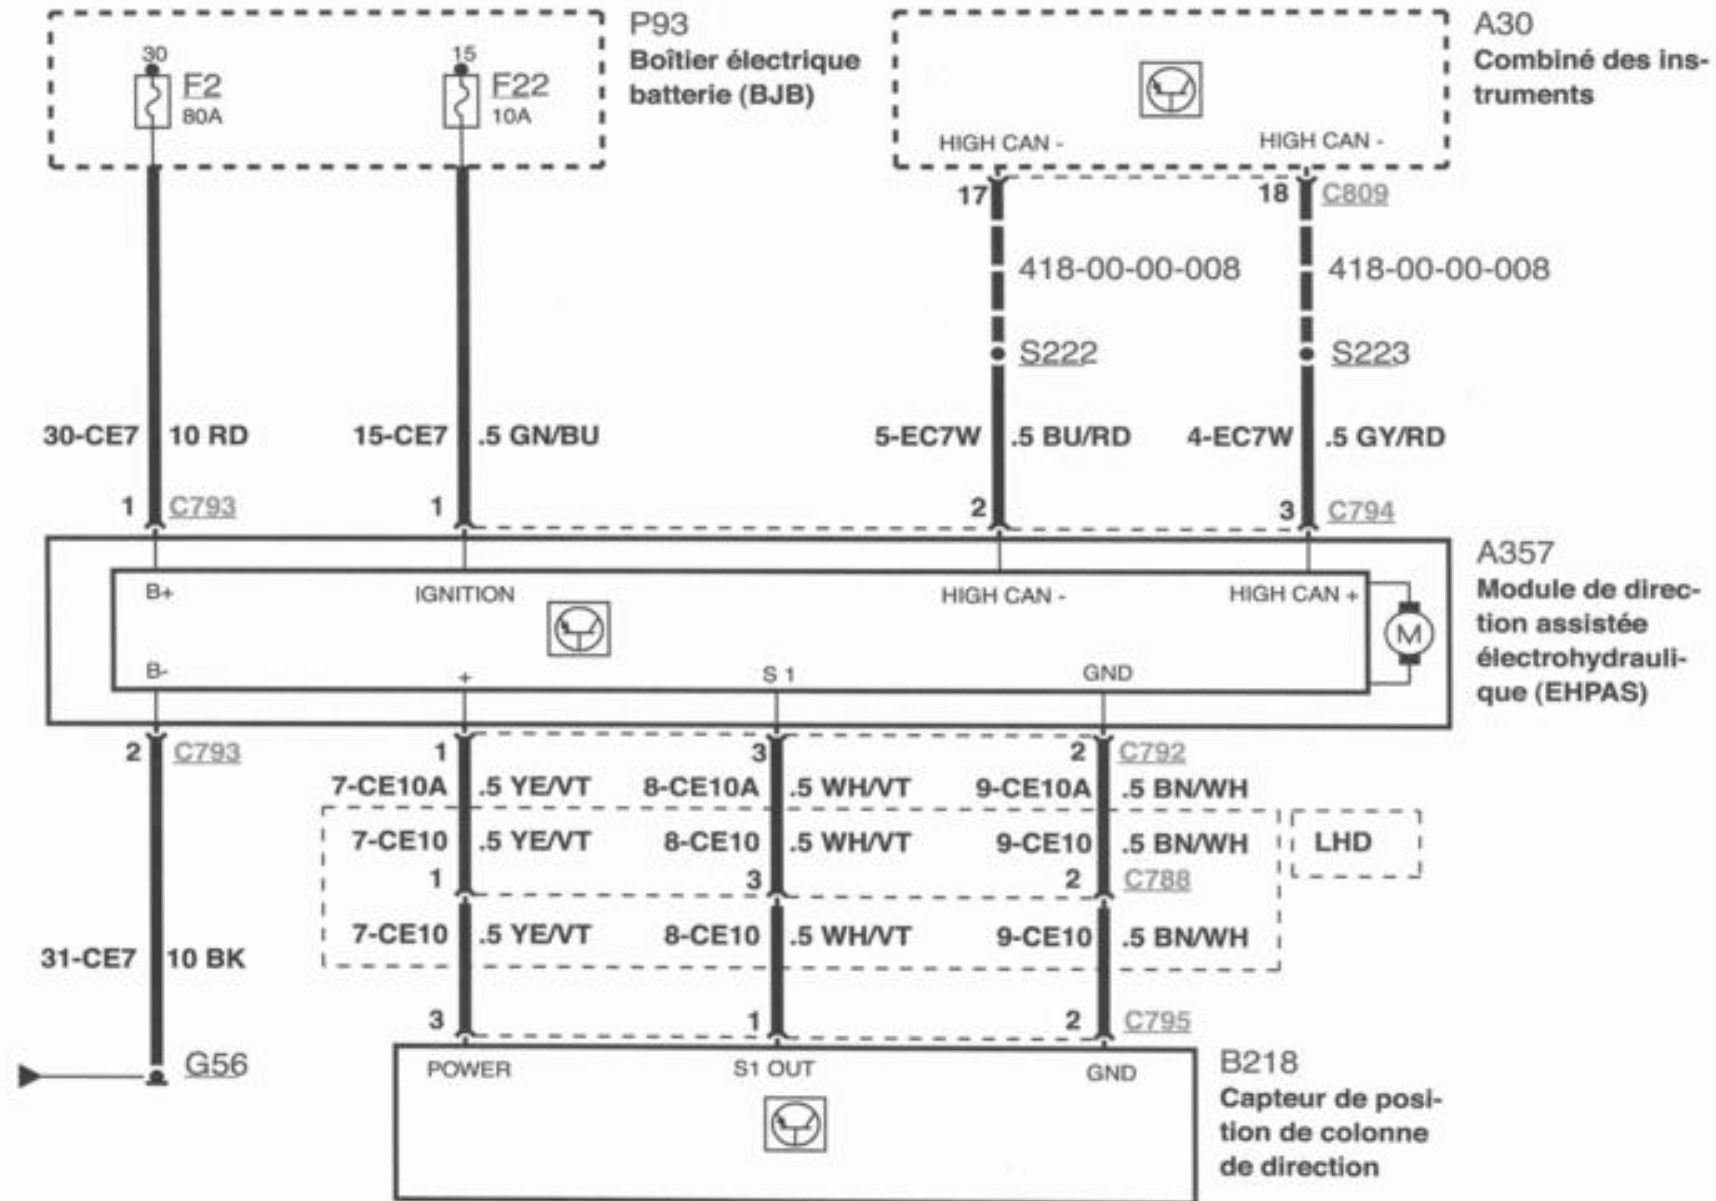 P93
Boîtier électrique
batterie (BJB)
30
F2
80A
15
F22
10A
A30
Combiné des ins-
truments
HIGH CAN -
HIGH CAN -
17
18 C809
418-00-00-008
418-00-00-008
S222
S223
30-CE7 10 RD
15-CE7 .5 GN/BU
5-EC7W .5 BU/RD
4-EC7W .5 GY/RD
1 C793
1
2
3 C794
A357
Module de direc-
tion assistée
électrohydrauli-
que (EHPAS)
B+
IGNITION
HIGH CAN -
HIGH CAN +
M
B-
+
S 1
GND
2 C793
1
3
2 C792
7-CE10A .5 YE/VT
8-CE10A .5 WH/VT
9-CE10A .5 BN/WH
7-CE10 .5 YE/VT
8-CE10 .5 WH/VT
9-CE10 .5 BN/WH
LHD
1
3
2 C788
7-CE10 .5 YE/VT
8-CE10 .5 WH/VT
9-CE10 .5 BN/WH
31-CE7 10 BK
3
1
2 C795
G56
POWER
S1 OUT
GND
B218
Capteur de posi-
tion de colonne
de direction